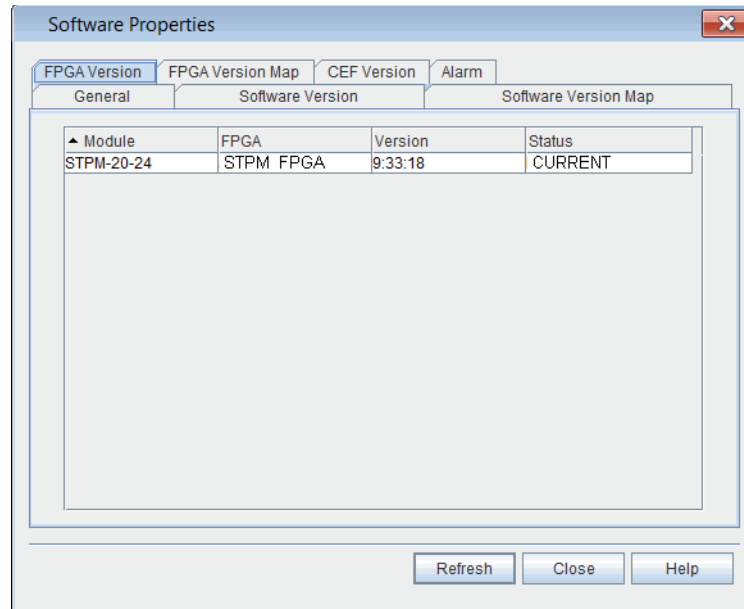 Software Properties
FPGA Version FPGA Version Map CEF Version Alarm
General Software Version Software Version Map
Module FPGA Version Status
STPM-20-24 STPM FPGA 9:33:18 CURRENT
Refresh Close Help